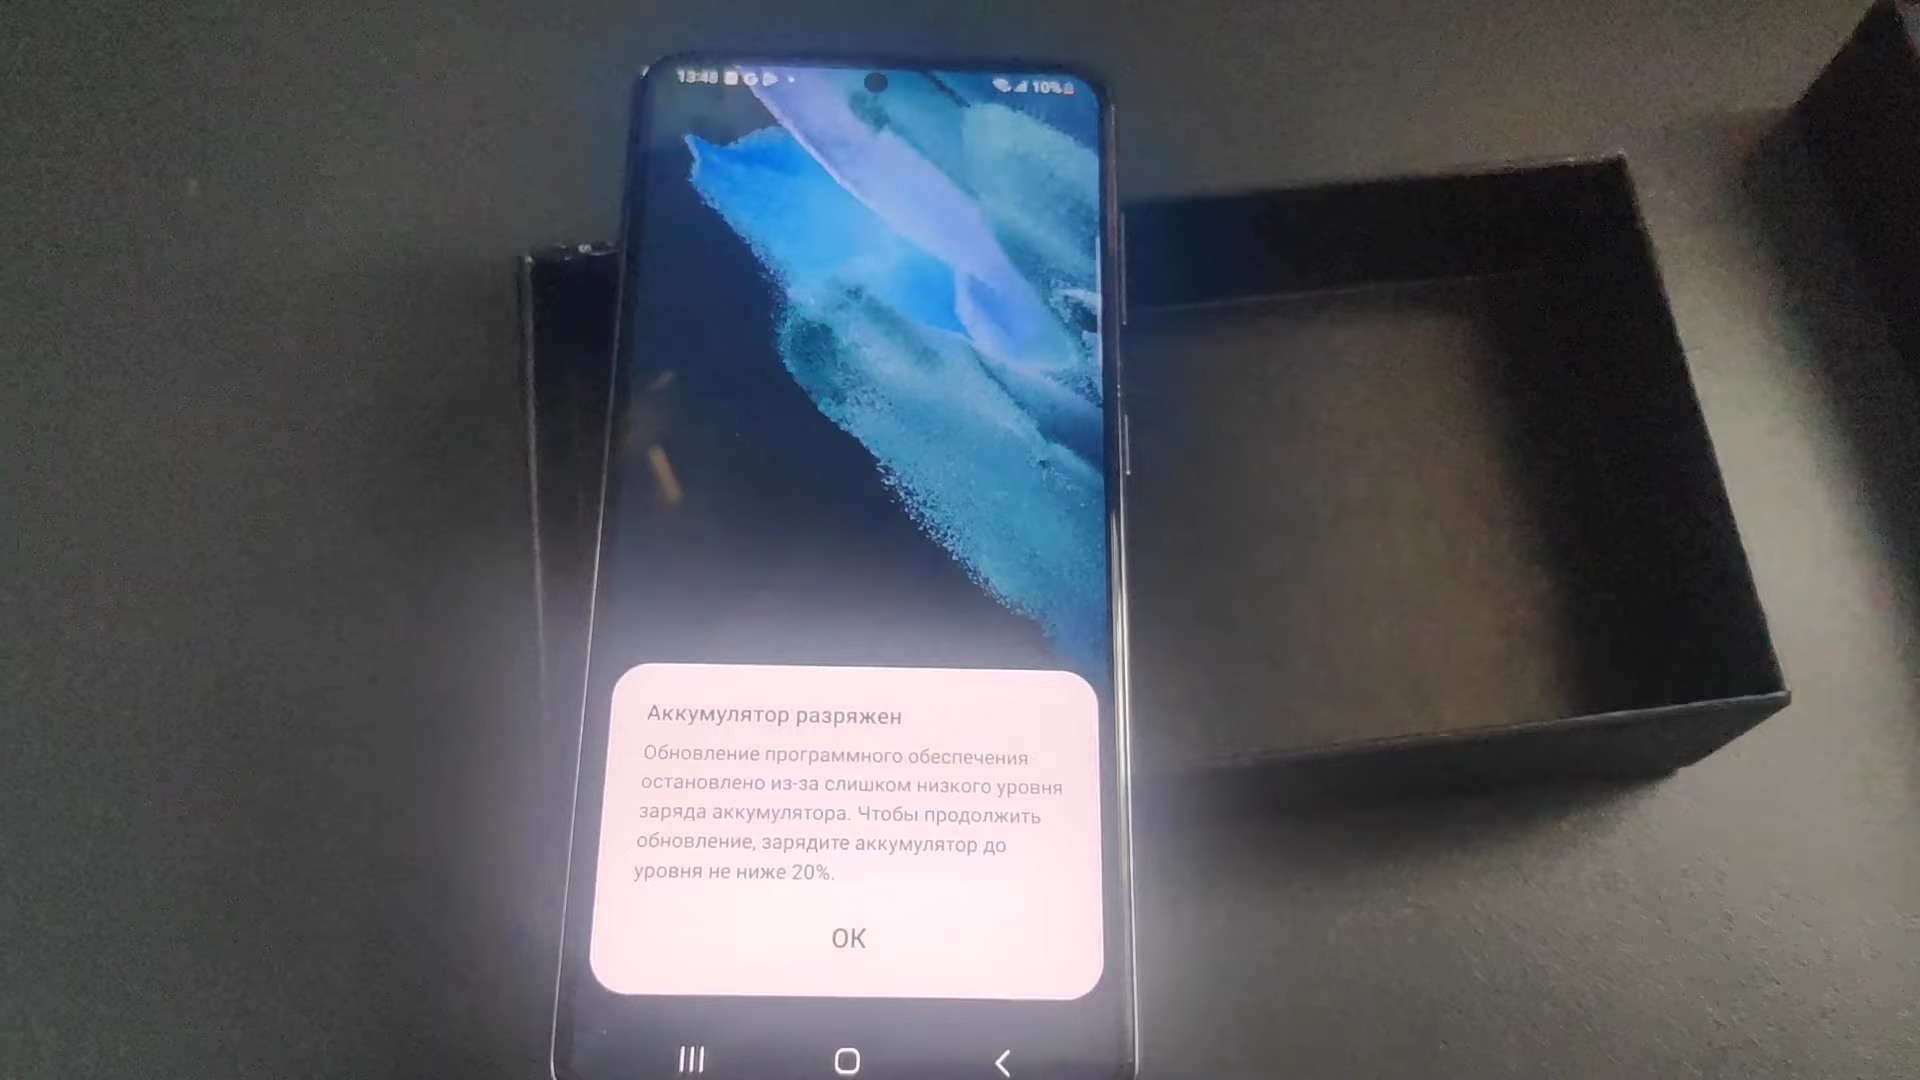 13:48
10%
Аккумулятор разряжен
Обновление программного обеспечения
остановлено из-за слишком низкого уровня
заряда аккумулятора. Чтобы продолжить
обновление, зарядите аккумулятор до
уровня не ниже 20%.
ОК